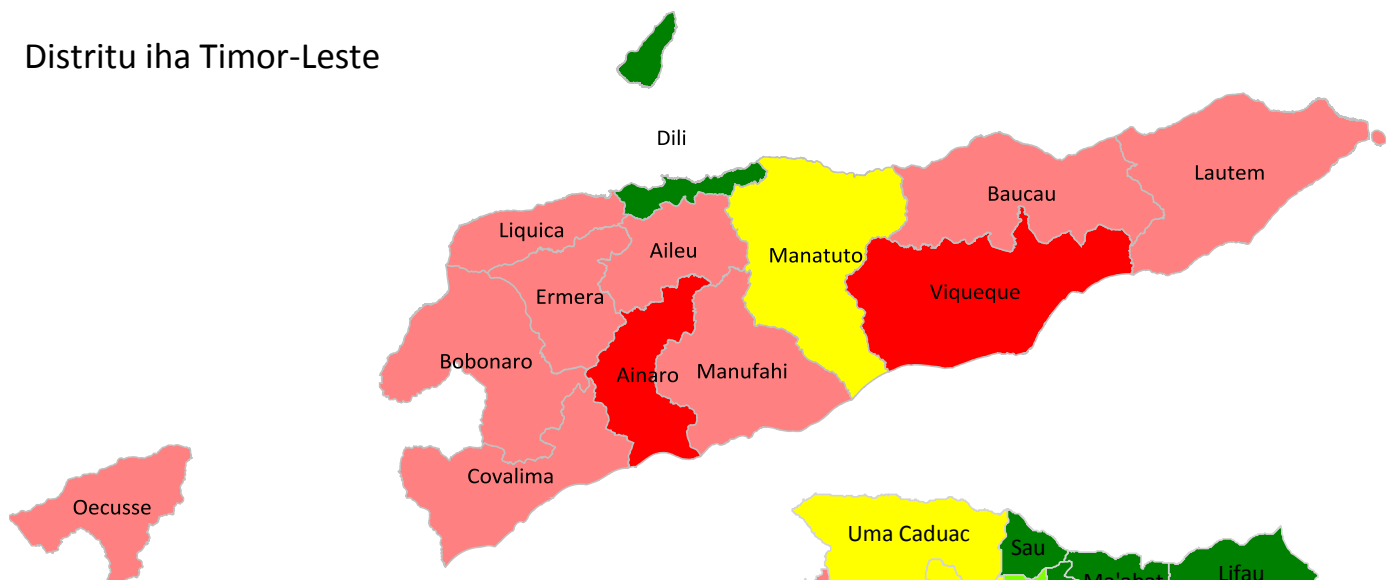 Distritu iha Timor-Leste
Dili
Lautem
Baucau
Liquica
Aileu
Manatuto
Viqueque
Ermera
Bobonaro
Ainaro
Manufahi
Covalima
Oecusse
Uma Caduac
Sau
Lifau